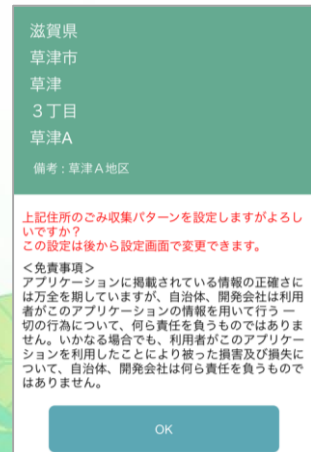 滋賀県
草津市
草津
３丁目
草津A
備考 : 草津Ａ地区
上記住所のごみ収集パターンを設定しますがよろし
いですか？
この設定は後から設定画面で変更できます。
＜免責事項＞
アプリケーションに掲載されている情報の正確さに
は万全を期していますが、自治体、開発会社は利用
者がこのアプリケーションの情報を用いて行う 一
切の行為について、何ら責任を負うものではありま
せん。いかなる場合でも、利用者がこのアプリケー
ションを利用したことにより被った損害及び損失に
ついて、自治体、開発会社は何ら責任を負うもので
はありません。
OK